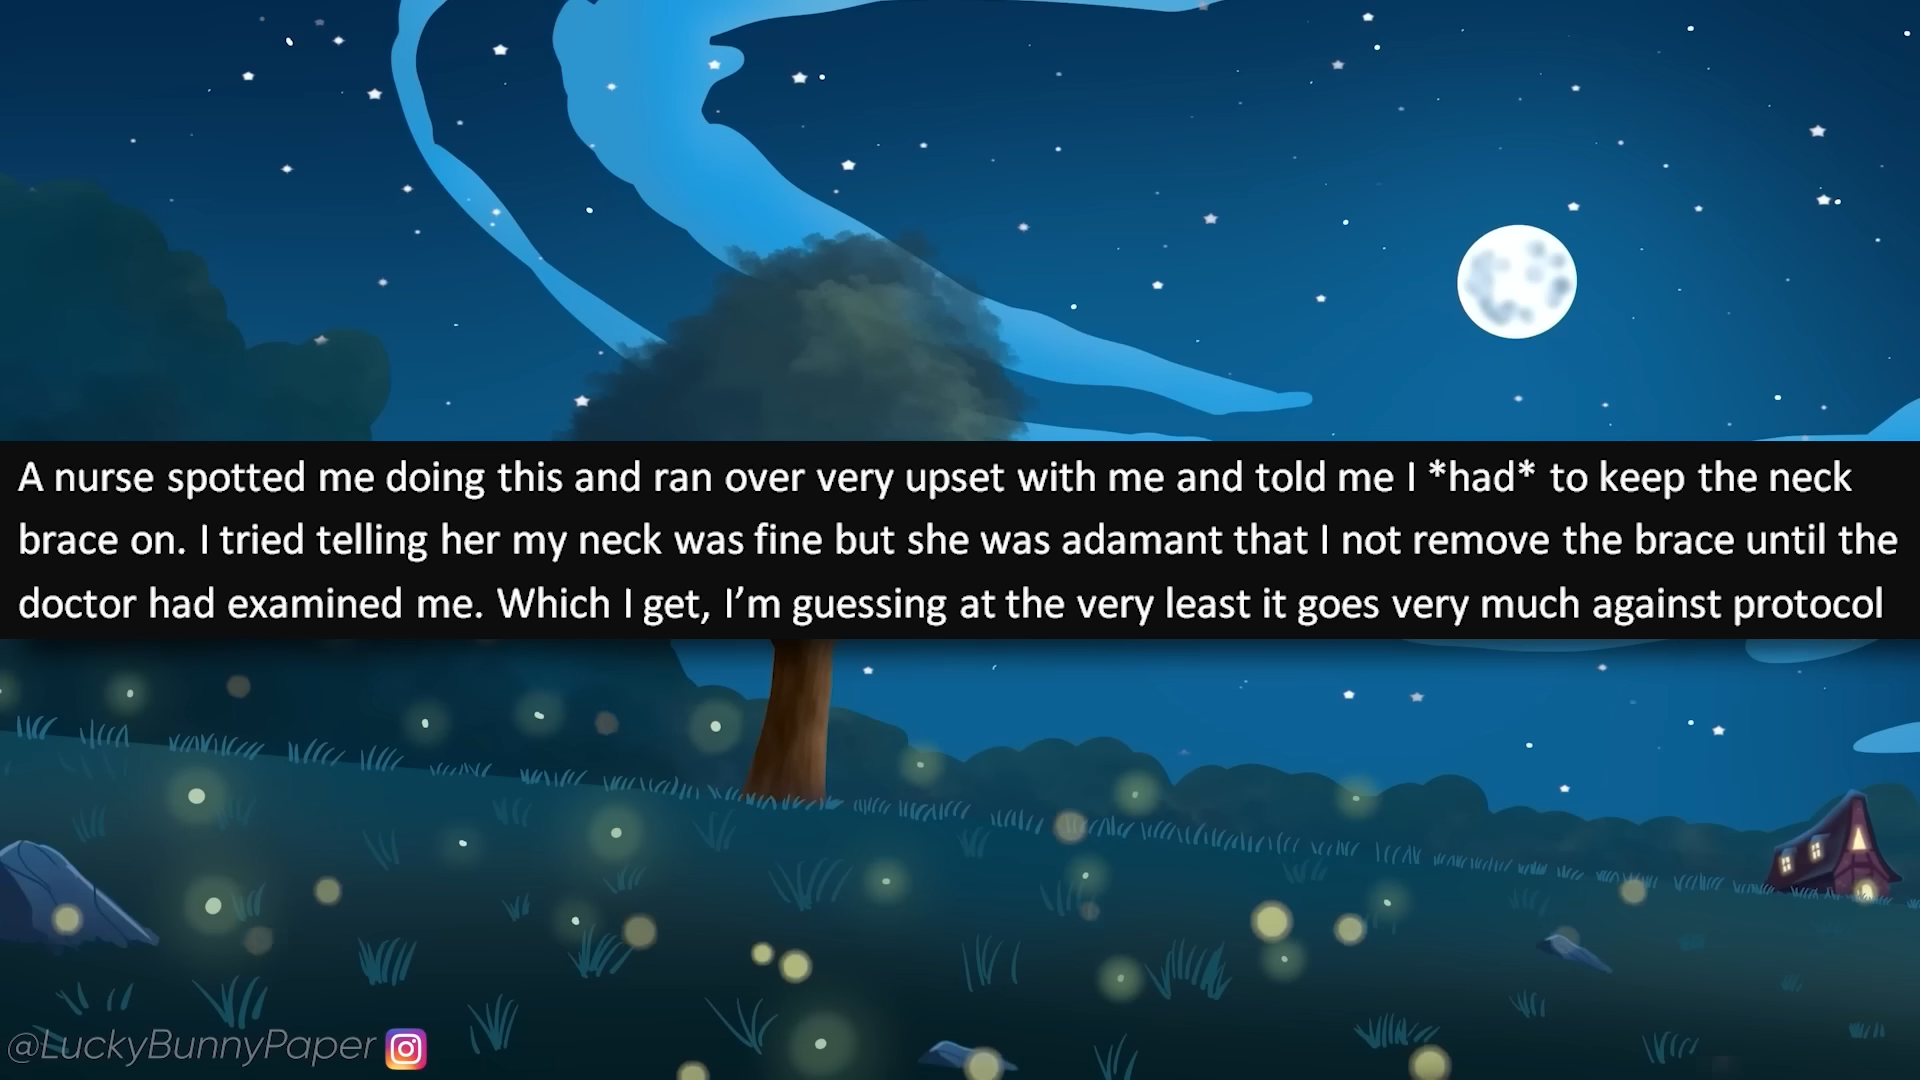 A nurse spotted me doing this and ran over very upset with me and told me I *had* to keep the neck
brace on. I tried telling her my neck was fine but she was adamant that I not remove the brace until the
doctor had examined me. Which I get, I’m guessing at the very least it goes very much against protocol
@LuckyBunnyPaper